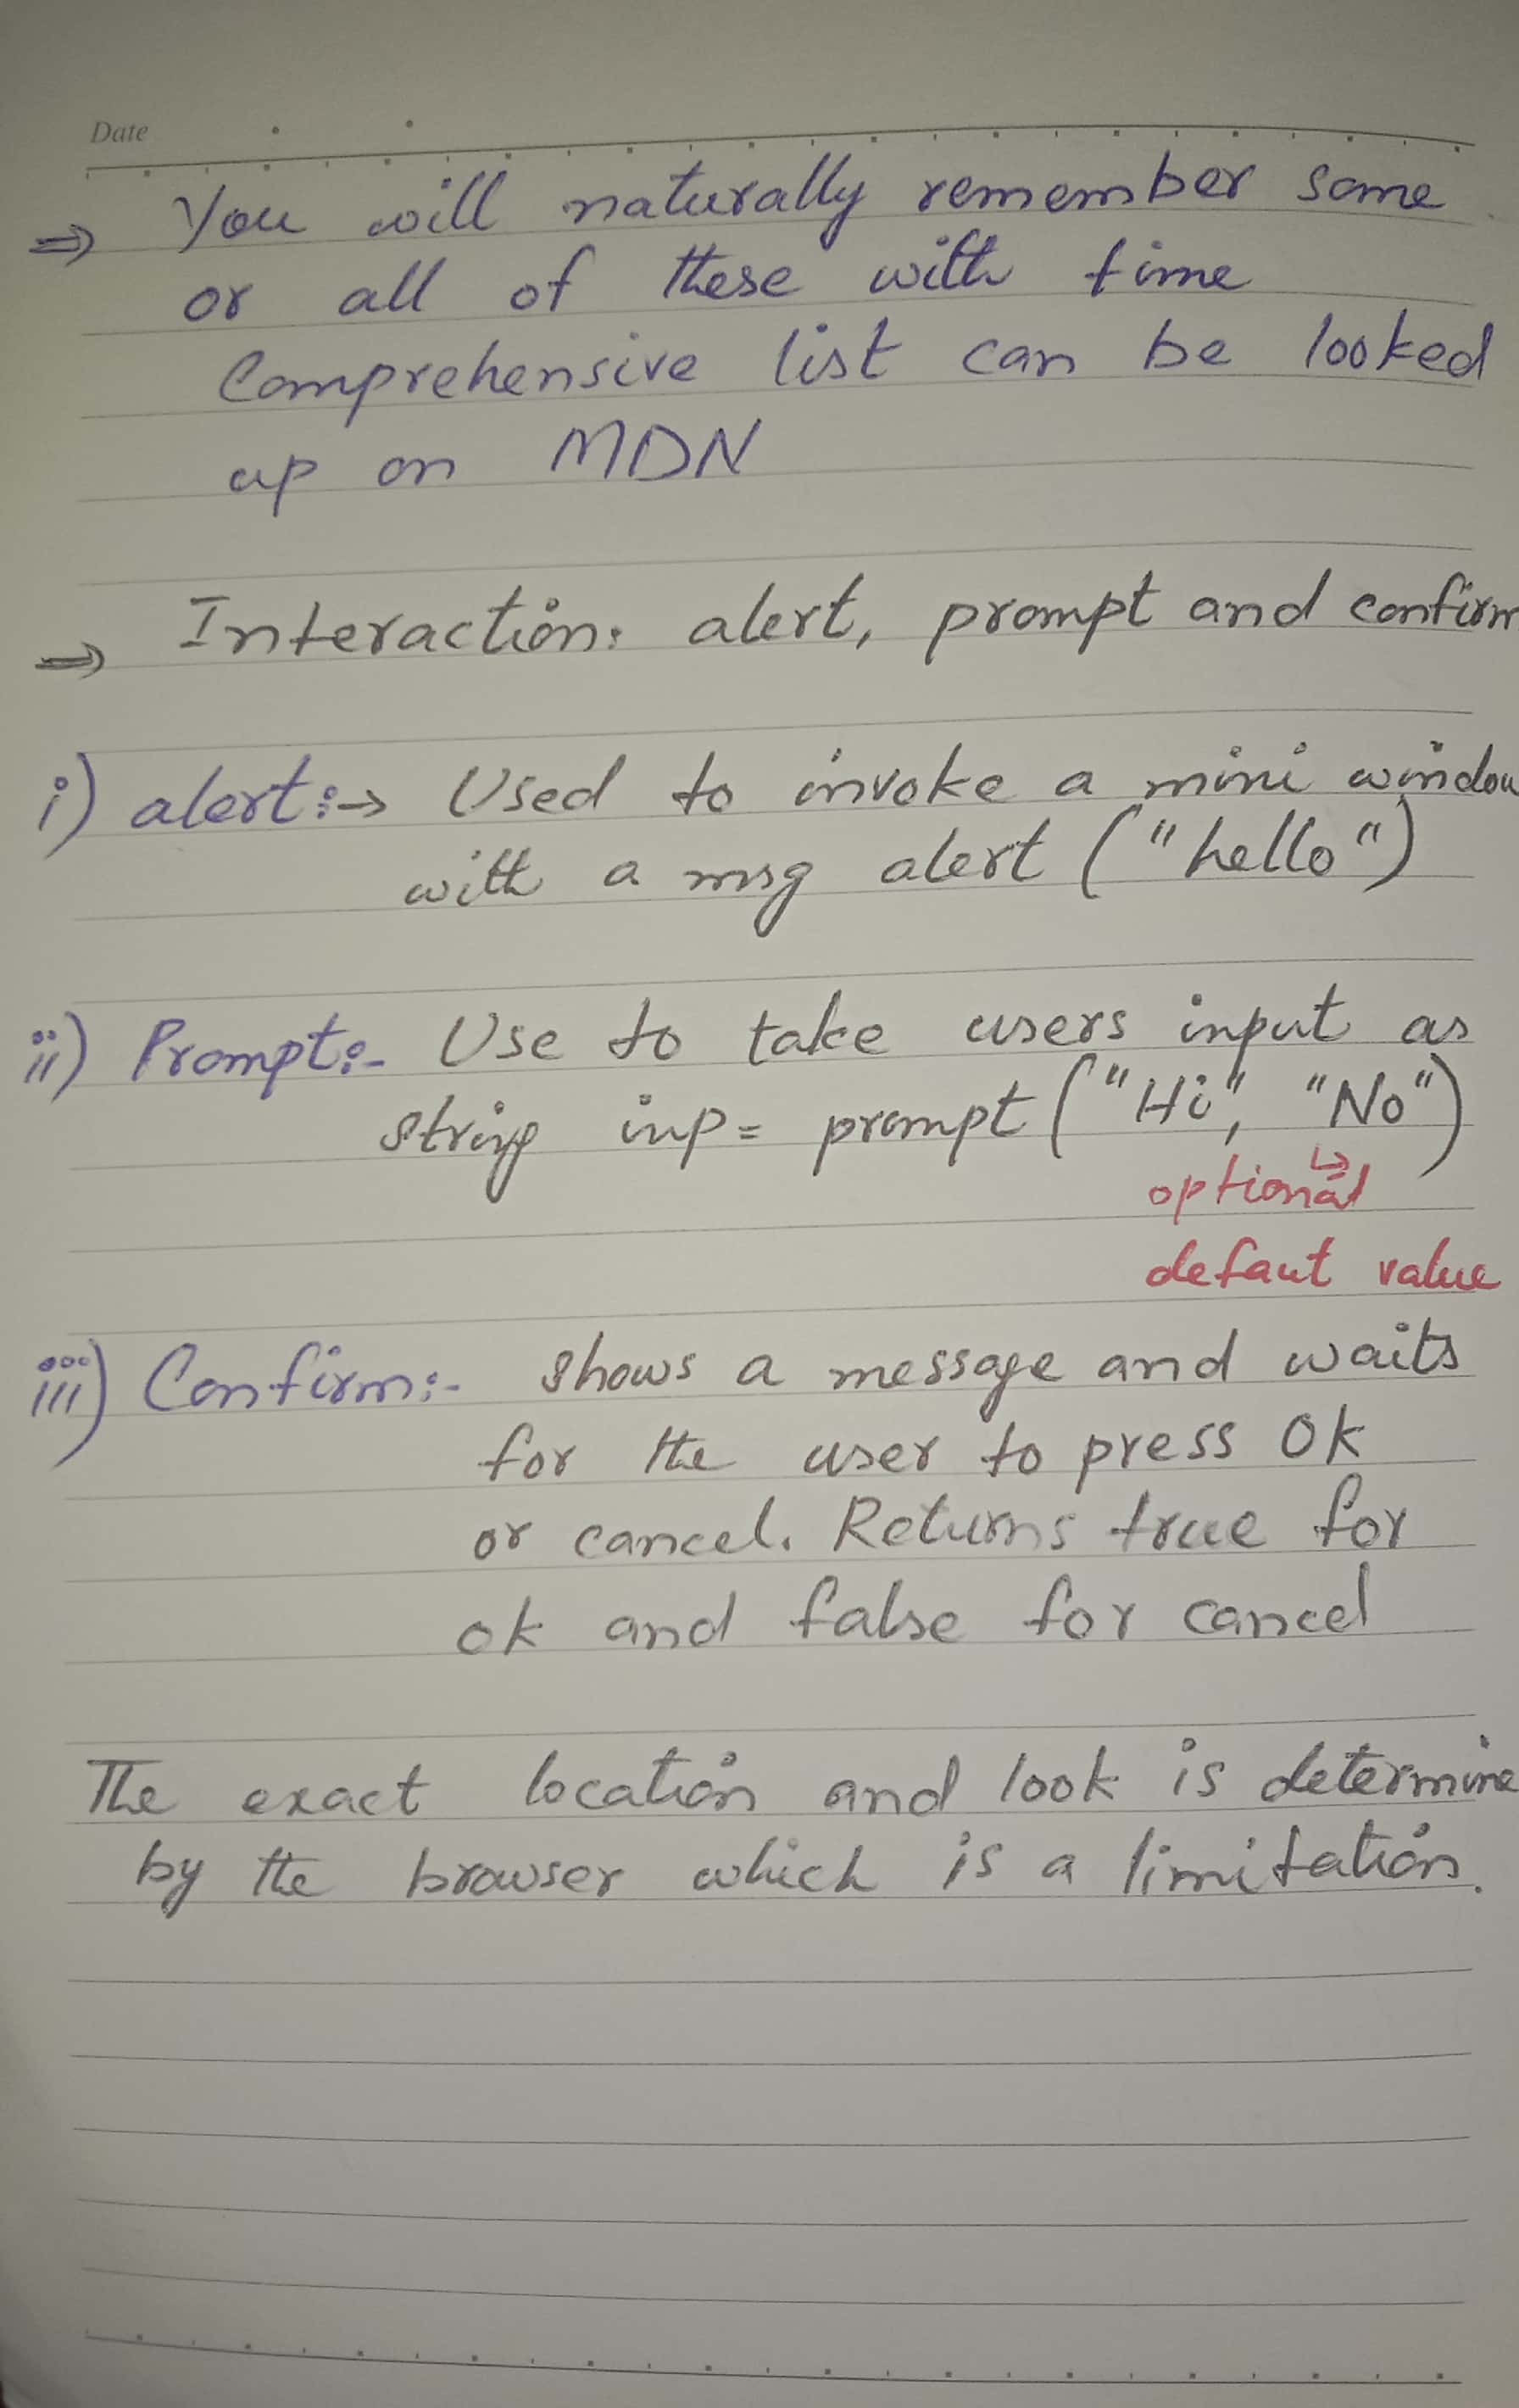 Date
⇒ You will naturally remember some
or all of these with time
Comprehensive list can be looked
up on MDN
⇒ Interaction: alert, prompt and confirm
i) alert:→ Used to invoke a mini window
with a msg alert ("hello")
ii) Prompt:- Use to take users input as
string inp = prompt ("Hi", "No")
↳
optional
defaut value
iii) Confirm:- shows a message and waits
for the user to press Ok
or cancel. Returns true for
ok and false for cancel
The exact location and look is determine
by the browser which is a limitation.